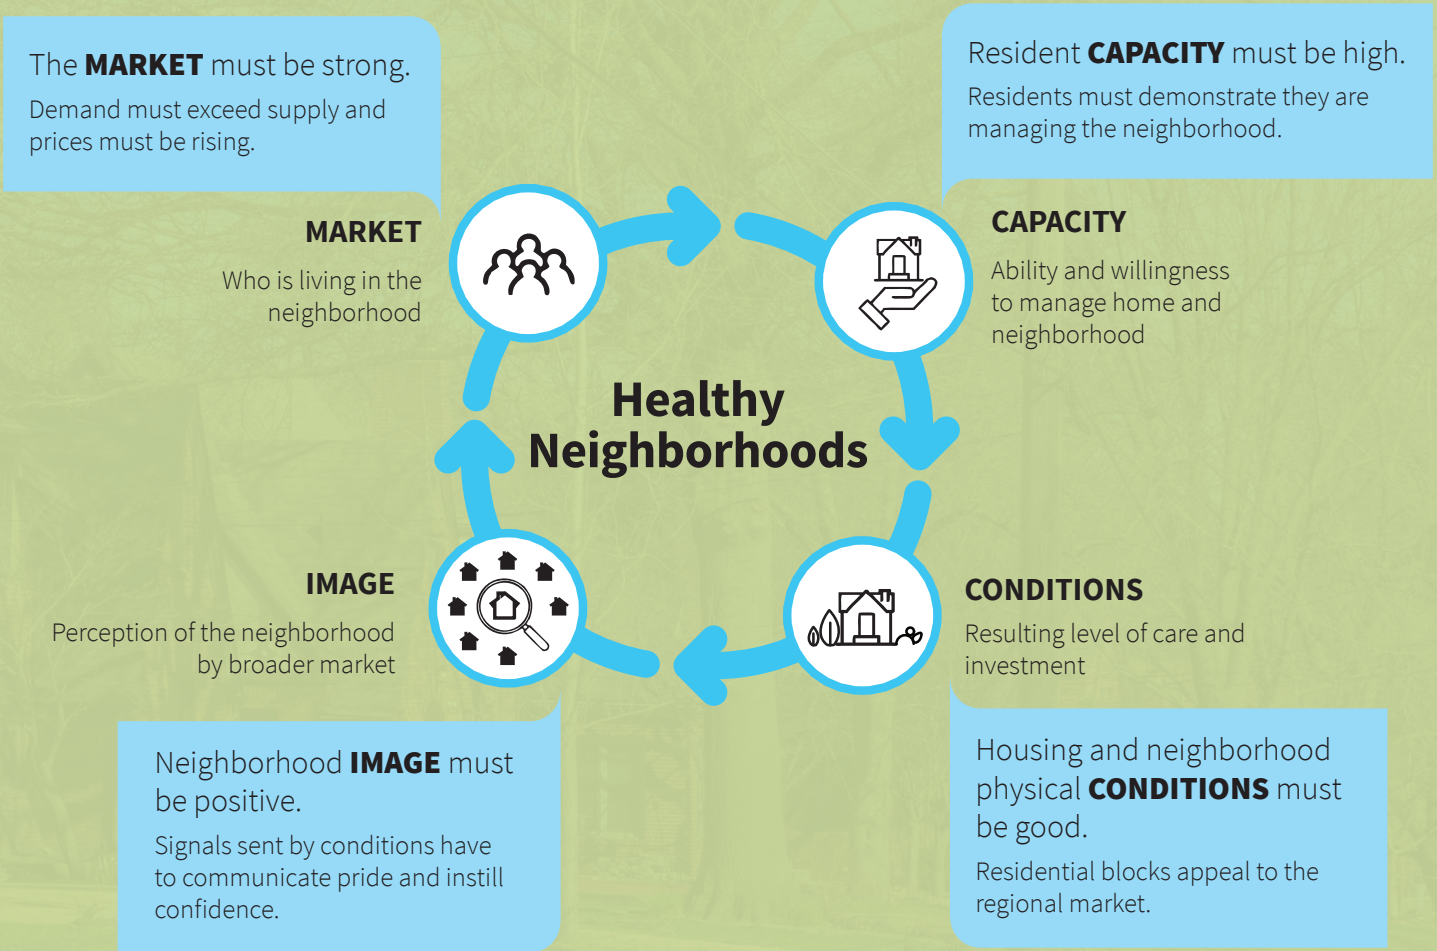 The MARKET must be strong.
Demand must exceed supply and
prices must be rising.
Resident CAPACITY must be high.
Residents must demonstrate they are
managing the neighborhood.
MARKET
Who is living in the
neighborhood
CAPACITY
Ability and willingness
to manage home and
neighborhood
Healthy
Neighborhoods
IMAGE
Perception of the neighborhood
by broader market
CONDITIONS
Resulting level of care and
investment
Neighborhood IMAGE must
be positive.
Signals sent by conditions have
to communicate pride and instill
confidence.
Housing and neighborhood
physical CONDITIONS must
be good.
Residential blocks appeal to the
regional market.